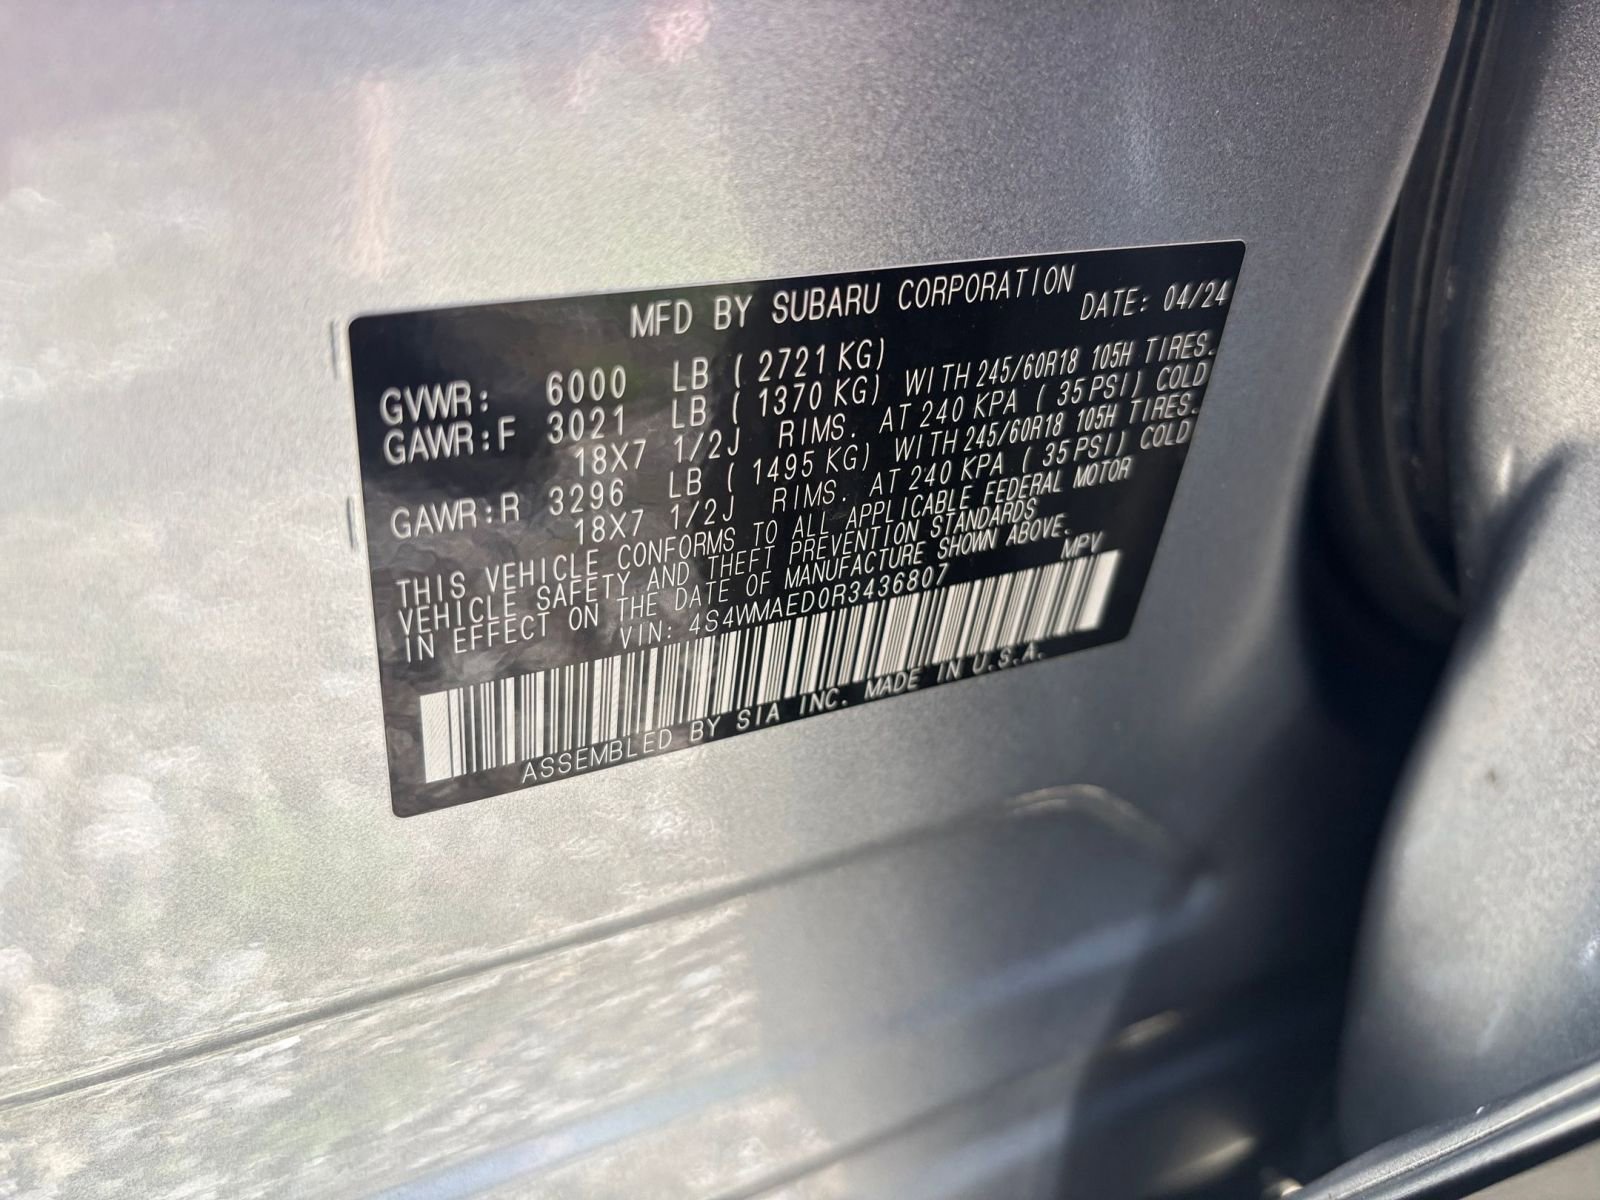 MFD BY SUBARU CORPORATION
DATE: 04/24
GVWR: 6000 LB ( 2721 KG)
GAWR:F 3021 LB ( 1370 KG) WITH 245/60R18 105H TIRES.
18X7 1/2J RIMS. AT 240 KPA ( 35 PSI) COLD
GAWR:R 3296 LB ( 1495 KG) WITH 245/60R18 105H TIRES.
18X7 1/2J RIMS. AT 240 KPA ( 35 PSI) COLD
THIS VEHICLE CONFORMS TO ALL APPLICABLE FEDERAL MOTOR
VEHICLE SAFETY AND THEFT PREVENTION STANDARDS
IN EFFECT ON THE DATE OF MANUFACTURE SHOWN ABOVE.
VIN: 4S4WMAED0R3436807 MPV
ASSEMBLED BY SIA INC. MADE IN U.S.A.